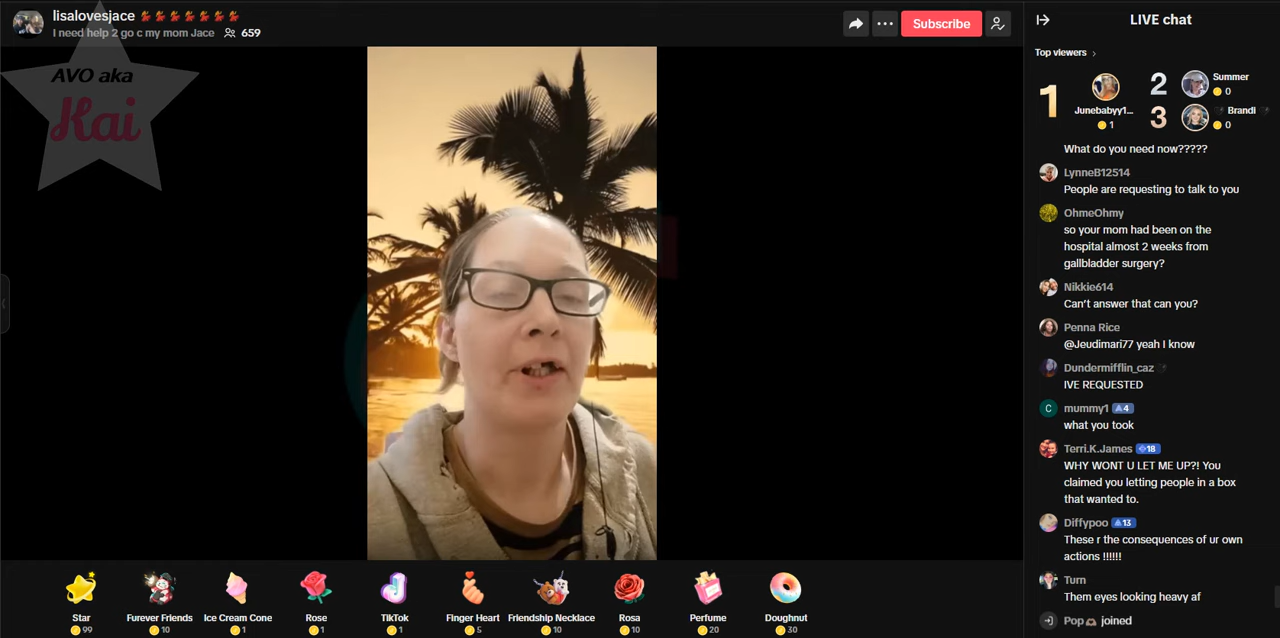 lisalovesjace
I need help 2 go c my mom Jace 659
Subscribe
AVO aka
Kai
LIVE chat
Top viewers
1
Junebabyy1...
1
2
Summer
0
3
Brandi
0
What do you need now?????
LynneB12514
People are requesting to talk to you
OhmeOhmy
so your mom had been on the
hospital almost 2 weeks from
gallbladder surgery?
Nikkie614
Can't answer that can you?
Penna Rice
@Jeudimari77 yeah I know
Dundermifflin_caz
IVE REQUESTED
C mummy1 4
what you took
Terri.K.James 18
WHY WONT U LET ME UP?! You
claimed you letting people in a box
that wanted to.
Diffypoo 13
These r the consequences of ur own
actions !!!!!!
Turn
Them eyes looking heavy af
Pop joined
Star
99
Furever Friends
10
Ice Cream Cone
1
Rose
1
TikTok
1
Finger Heart
5
Friendship Necklace
10
Rosa
10
Perfume
20
Doughnut
30